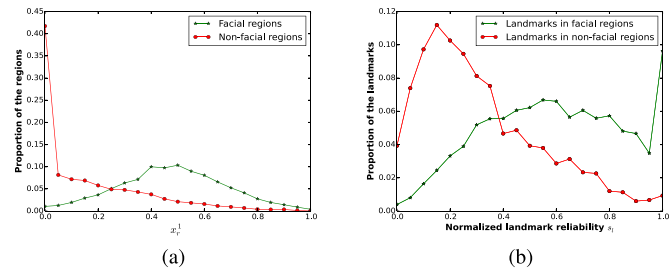 0.45
0.40
0.35
0.30
0.25
0.20
0.15
0.10
0.05
0.00
Proportion of the regions
Facial regions
Non-facial regions
0.0 0.2 0.4 0.6 0.8 1.0
x_r^1
(a)
0.12
0.10
0.08
0.06
0.04
0.02
0.00
Proportion of the landmarks
Landmarks in facial regions
Landmarks in non-facial regions
0.0 0.2 0.4 0.6 0.8 1.0
Normalized landmark reliability s_l
(b)